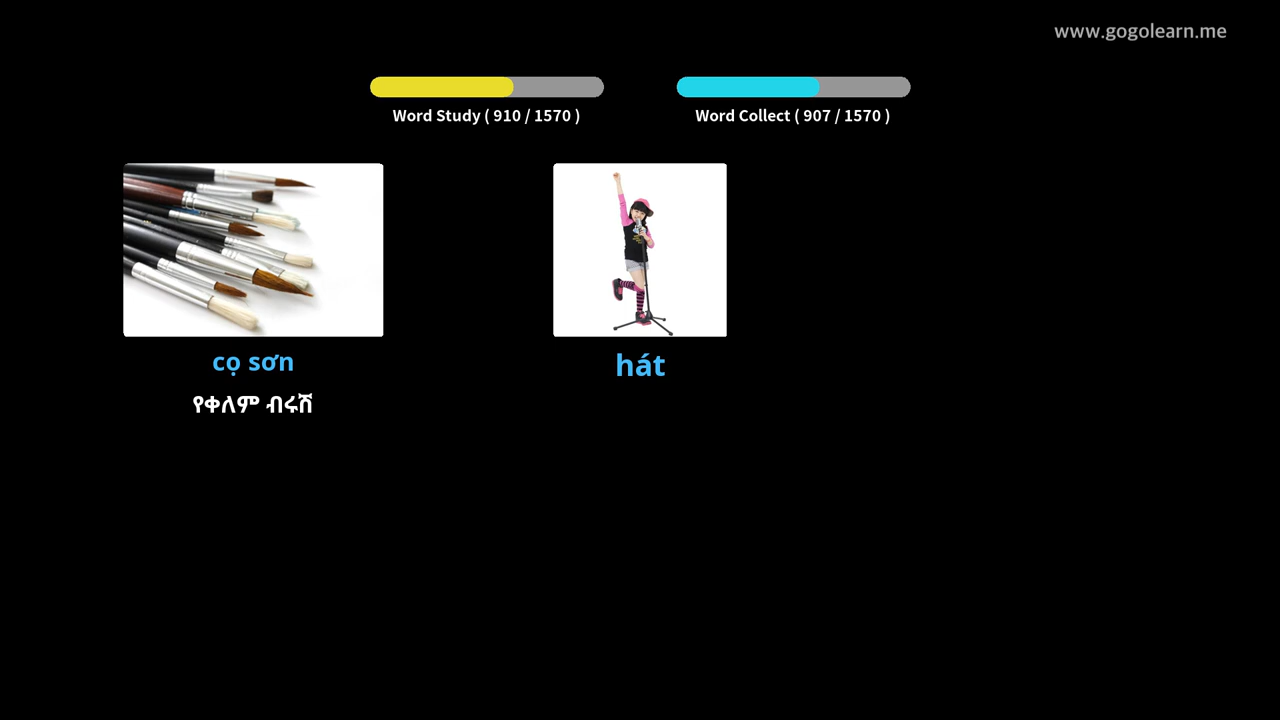 www.gogolearn.me
Word Study ( 910 / 1570 )
Word Collect ( 907 / 1570 )
cọ sơn
የቀለም ብሩሽ
hát